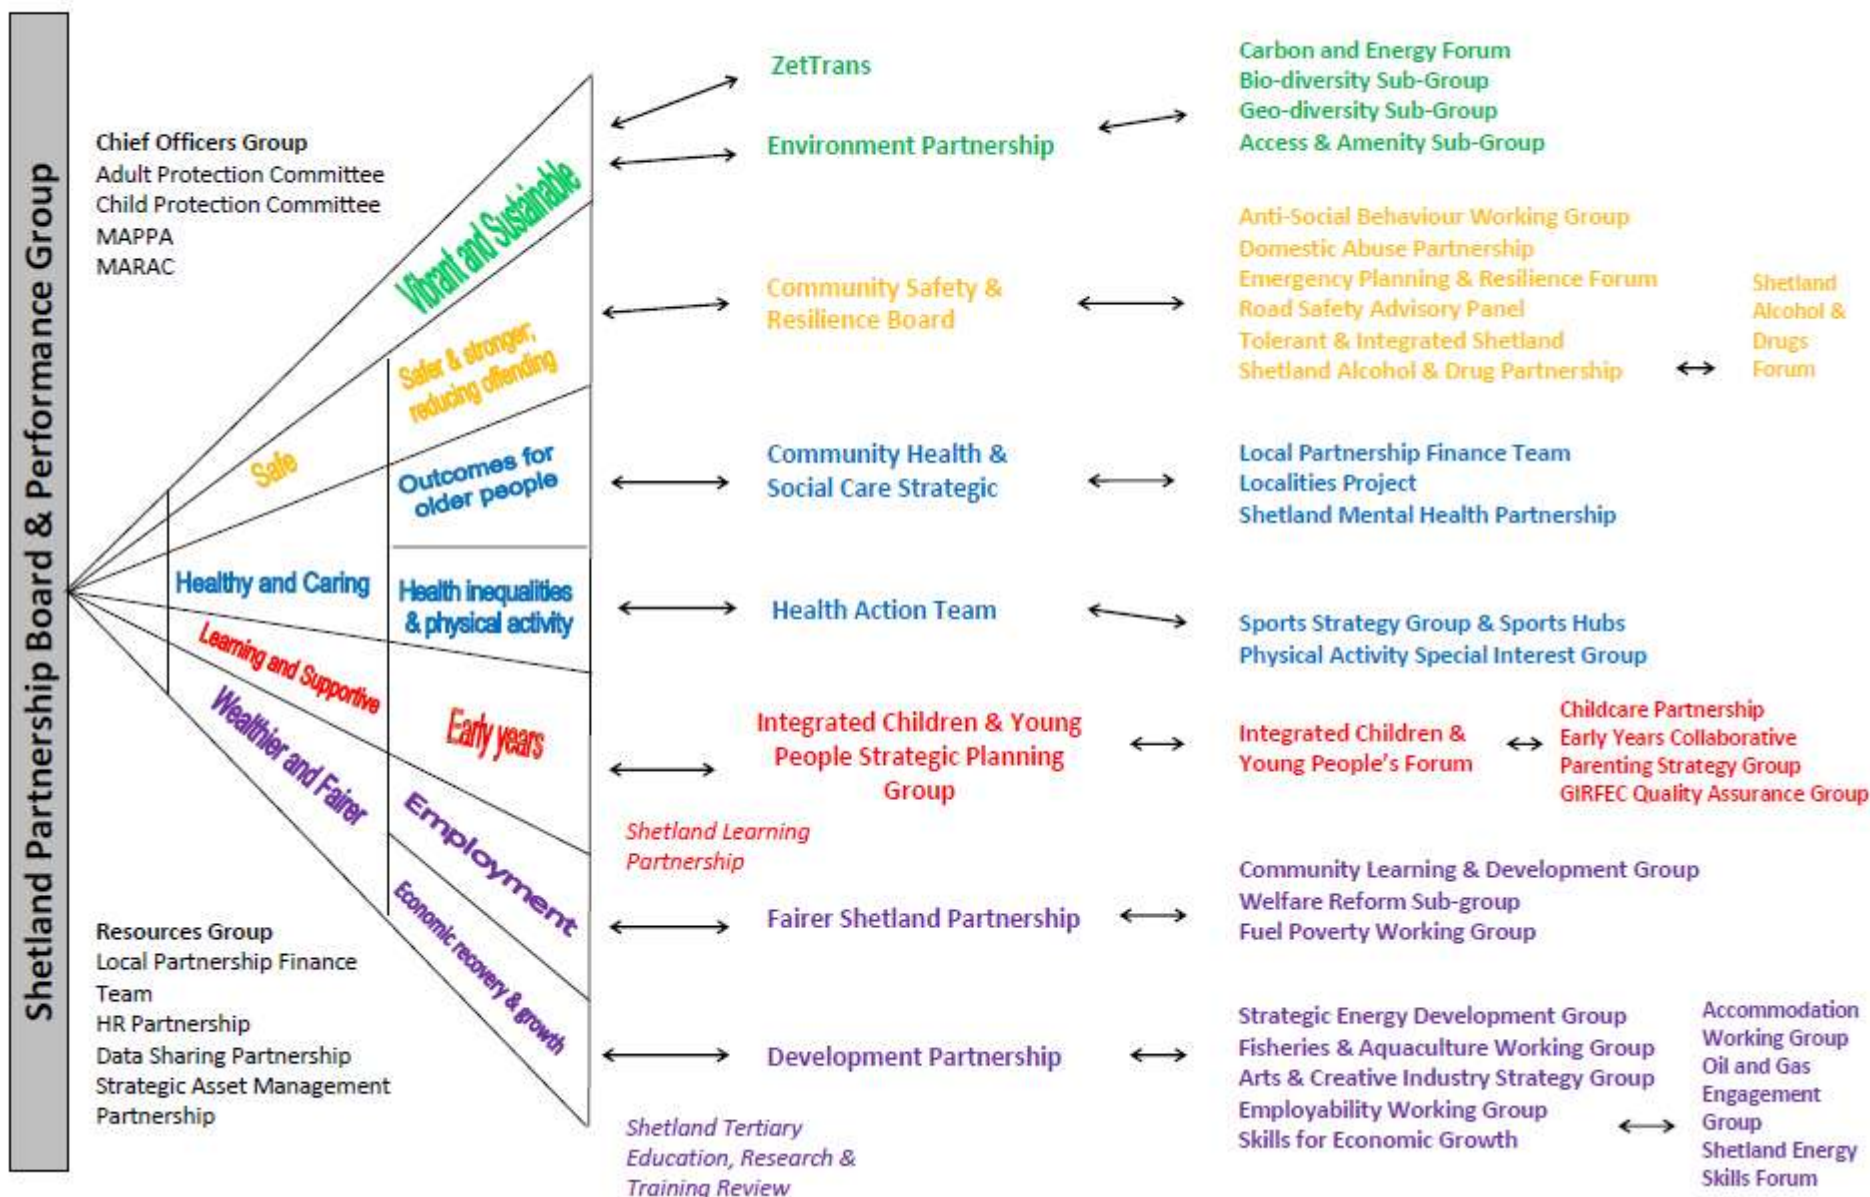 Shetland Partnership Board & Performance Group
Chief Officers Group
Adult Protection Committee
Child Protection Committee
MAPPA
MARAC
Resources Group
Local Partnership Finance
Team
HR Partnership
Data Sharing Partnership
Strategic Asset Management
Partnership
Vibrant and Sustainable
Safe
Safer & stronger,
reducing offending
Healthy and Caring
Outcomes for
older people
Health inequalities
& physical activity
Learning and Supportive
Early years
Wealthier and Fairer
Employment
Economic recovery & growth
ZetTrans
Environment Partnership
Carbon and Energy Forum
Bio-diversity Sub-Group
Geo-diversity Sub-Group
Access & Amenity Sub-Group
Community Safety &
Resilience Board
Anti-Social Behaviour Working Group
Domestic Abuse Partnership
Emergency Planning & Resilience Forum
Road Safety Advisory Panel
Tolerant & Integrated Shetland
Shetland Alcohol & Drug Partnership
Shetland
Alcohol &
Drugs
Forum
Community Health &
Social Care Strategic
Local Partnership Finance Team
Localities Project
Shetland Mental Health Partnership
Health Action Team
Sports Strategy Group & Sports Hubs
Physical Activity Special Interest Group
Integrated Children & Young
People Strategic Planning
Group
Integrated Children &
Young People's Forum
Childcare Partnership
Early Years Collaborative
Parenting Strategy Group
GIRFEC Quality Assurance Group
Shetland Learning
Partnership
Fairer Shetland Partnership
Community Learning & Development Group
Welfare Reform Sub-group
Fuel Poverty Working Group
Development Partnership
Strategic Energy Development Group
Fisheries & Aquaculture Working Group
Arts & Creative Industry Strategy Group
Employability Working Group
Skills for Economic Growth
Accommodation
Working Group
Oil and Gas
Engagement
Group
Shetland Energy
Skills Forum
Shetland Tertiary
Education, Research &
Training Review